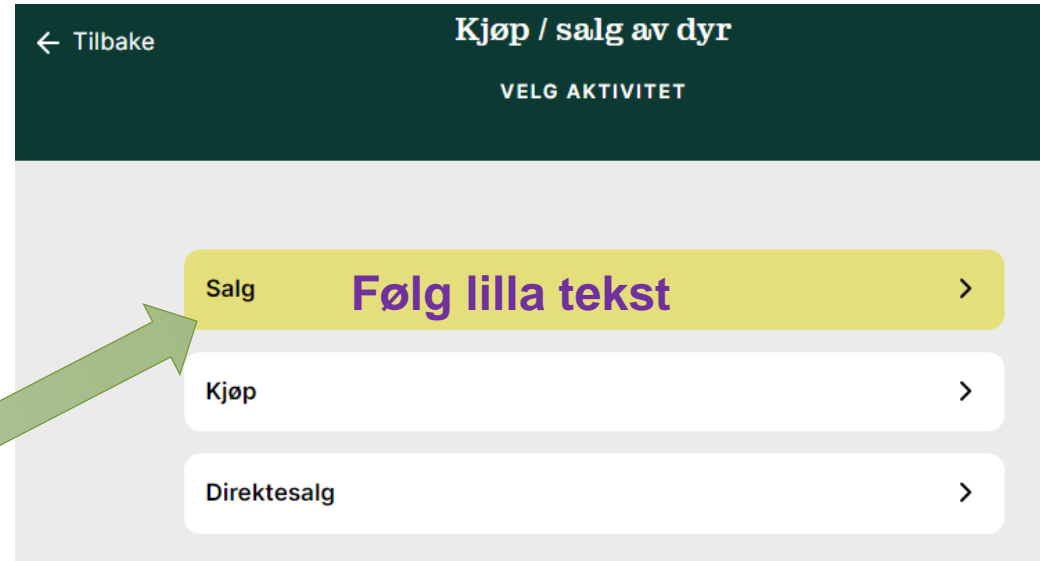 ← Tilbake
Kjøp / salg av dyr
VELG AKTIVITET
Salg Følg lilla tekst
Kjøp
Direktesalg